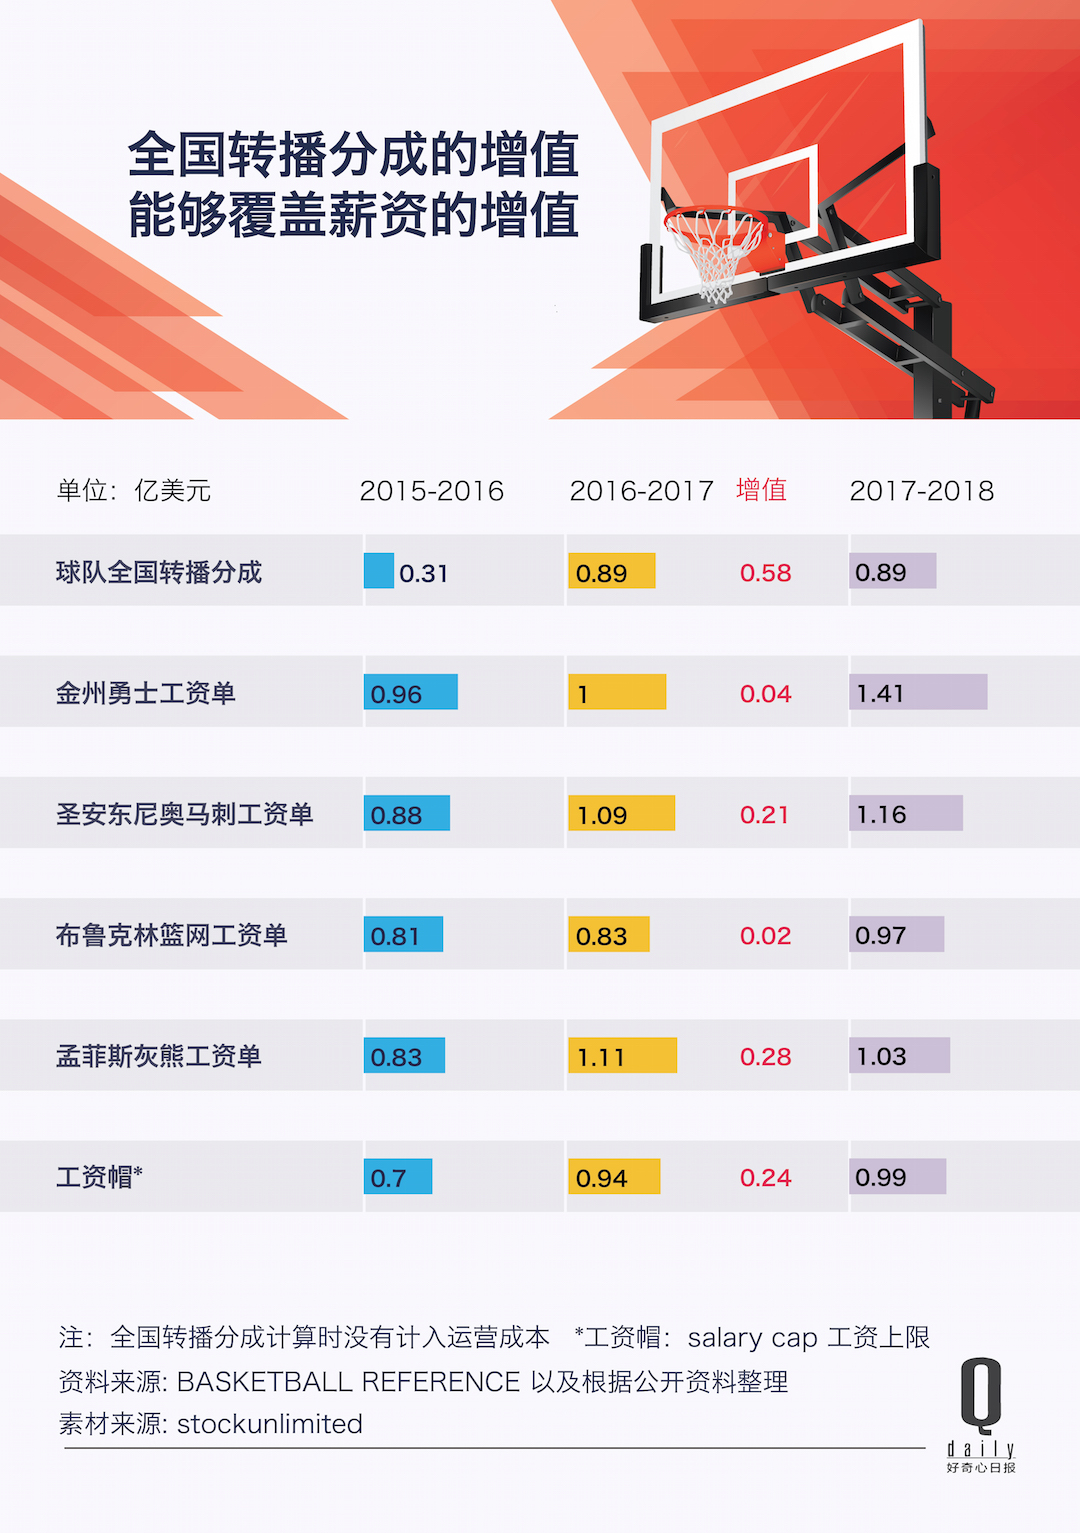 全国转播分成的增值
能够覆盖薪资的增值
单位：亿美元 2015-2016 2016-2017 增值 2017-2018
球队全国转播分成 0.31 0.89 0.58 0.89
金州勇士工资单 0.96 1 0.04 1.41
圣安东尼奥马刺工资单 0.88 1.09 0.21 1.16
布鲁克林篮网工资单 0.81 0.83 0.02 0.97
孟菲斯灰熊工资单 0.83 1.11 0.28 1.03
工资帽* 0.7 0.94 0.24 0.99
注：全国转播分成计算时没有计入运营成本 *工资帽：salary cap 工资上限
资料来源: BASKETBALL REFERENCE 以及根据公开资料整理
素材来源: stockunlimited
Q
daily
好奇心日报